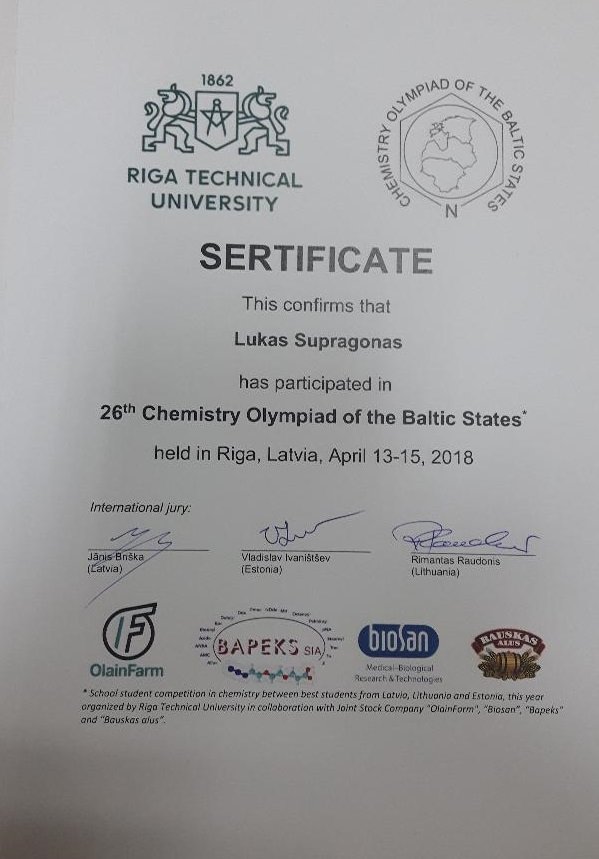 1862
RIGA TECHNICAL
UNIVERSITY
CHEMISTRY OLYMPIAD OF THE BALTIC STATES
N
SERTIFICATE
This confirms that
Lukas Supragonas
has participated in
26th Chemistry Olympiad of the Baltic States*
held in Riga, Latvia, April 13-15, 2018
International jury:
Jānis Briška
(Latvia)
Vladislav Ivaništšev
(Estonia)
Rimantas Raudonis
(Lithuania)
OlainFarm
BAPEKS SIA
bioSan
Medical-Biological
Research & Technologies
BAUSKAS
ALUS
* School student competition in chemistry between best students from Latvia, Lithuania and Estonia, this year
organized by Riga Technical University in collaboration with Joint Stock Company "OlainForm", "Biosan", "Bapeks"
and "Bauskas alus".